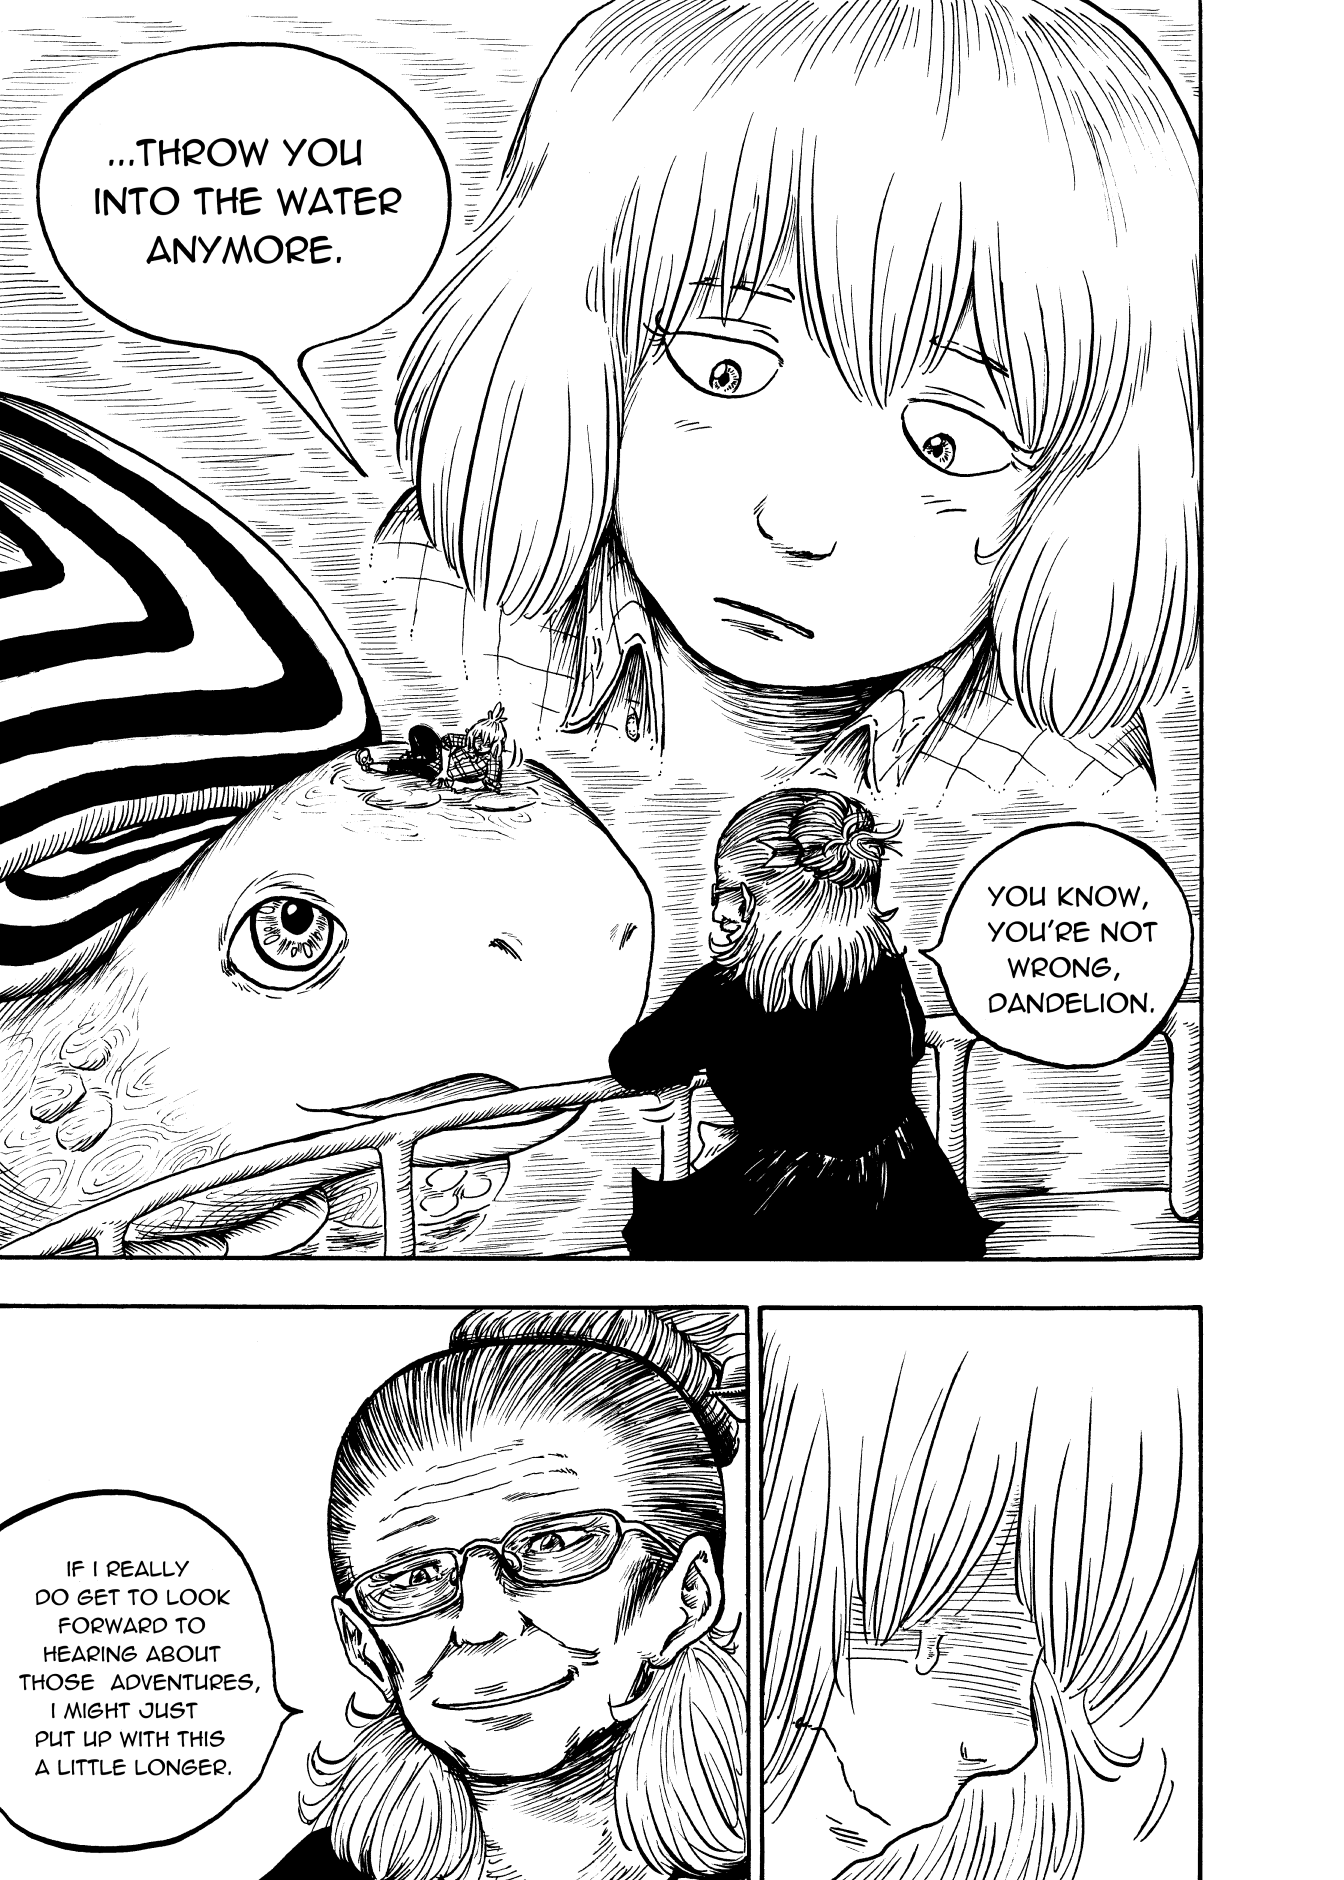 ...THROW YOU
INTO THE WATER
ANYMORE.
YOU KNOW,
YOU'RE NOT
WRONG,
DANDELION.
IF I REALLY
DO GET TO LOOK
FORWARD TO
HEARING ABOUT
THOSE ADVENTURES,
I MIGHT JUST
PUT UP WITH THIS
A LITTLE LONGER.